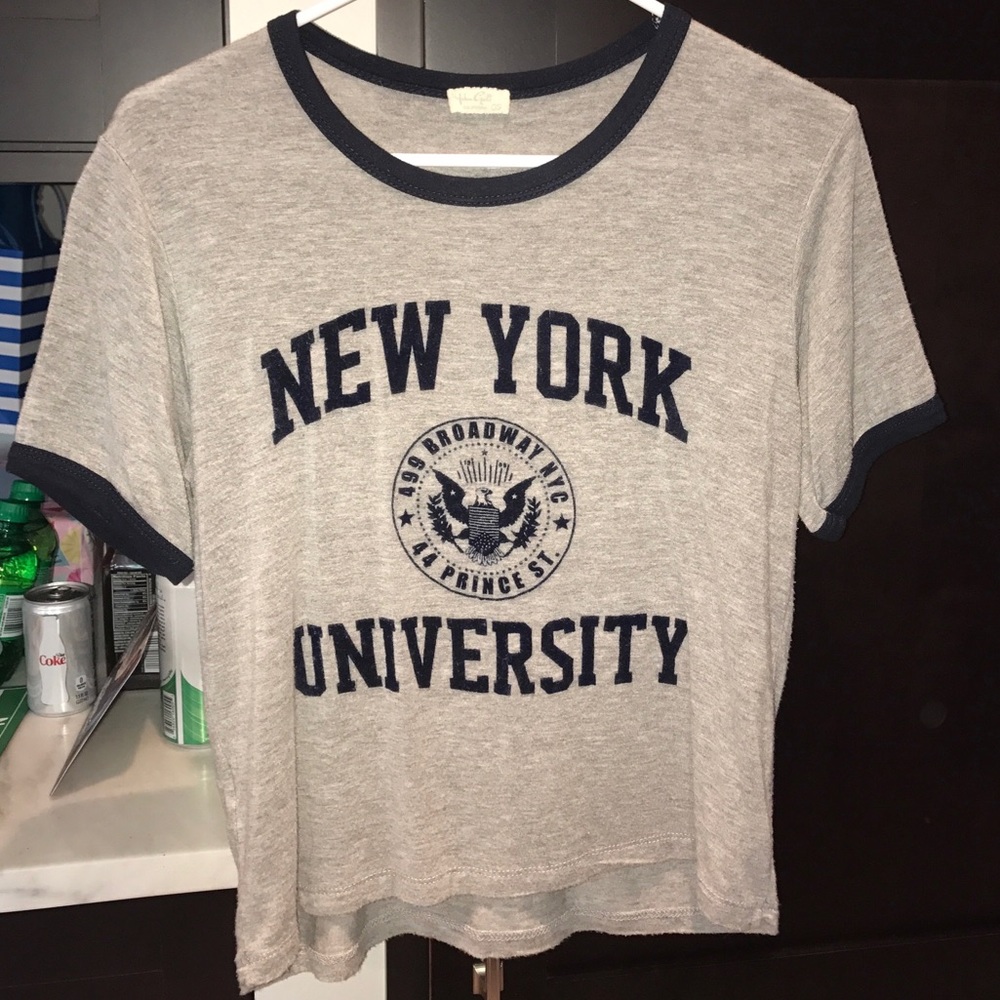 NEW YORK
499 BROADWAY NYC
44 PRINCE ST.
UNIVERSITY
Coke